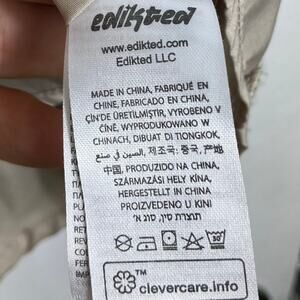 edikted
www.edikted.com
Edikted LLC
MADE IN CHINA, FABRIQUÉ EN
CHINE, FABRICADO EN CHINA,
ÇİN'DE ÜRETİLMİŞTİR, VYROBENO V
ČÍNĚ, WYPRODUKOWANO W
CHINACH, DIBUAT DI TIONGKOK,
제조국: 중국, صنع في الصين
中国, PRODUZIDO NA CHINA,
SZÁRMAZÁSI HELY KÍNA,
HERGESTELLT IN CHINA
PROIZVEDENO U KINI
תוצרת סין, סוג א'
30°
TM
clevercare.info